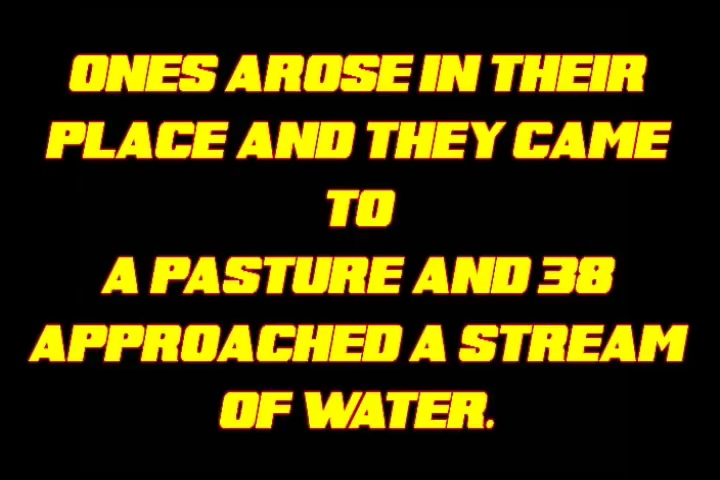 ONES AROSE IN THEIR
PLACE AND THEY CAME
TO
A PASTURE AND 38
APPROACHED A STREAM
OF WATER.